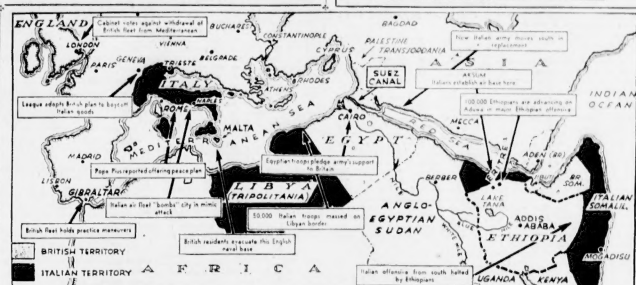 ENGLAND
Cabinet votes against withdrawal of
British fleet from Mediterranean
LONDON
PARIS
GENEVA
VIENNA
BUCHAREST
BELGRADE
CONSTANTINOPLE
TRIESTE
ITALY
ROME
NAPLES
ATHENS
RHODES
CYPRUS
PALESTINE
TRANSJORDANIA
BAGDAD
Now Italian army moves south in
replacement
ASIA
AKSUM
Italians establish air base here
SUEZ
CANAL
100,000 Ethiopians are advancing on
Aduwa in major Ethiopian offensive
INDIAN
OCEAN
League adopts British plan to boycott
Italian goods
MALTA
MEDITERRANEAN SEA
CAIRO
EGYPT
RED SEA
MECCA
ADEN (BR)
MADRID
LISBON
GIBRALTAR
Pope Pius reported offering peace plan
Italian air fleet "bombs" city in mimic
attack
Egyptian troops pledge army's support
to Britain
LIBYA
(TRIPOLITANIA)
50,000 Italian troops massed on
Libyan border
British fleet holds practice maneuvers
British residents evacuate this English
naval base
BERBER
ANGLO-
EGYPTIAN
SUDAN
LAKE
TANA
BR.
SOM.
ITALIAN
SOMALIL.
ADDIS
ABABA
ETHIOPIA
MOGADISU
Italian offensive from south halted
by Ethiopians
UGANDA
KENYA
AFRICA
BRITISH TERRITORY
ITALIAN TERRITORY